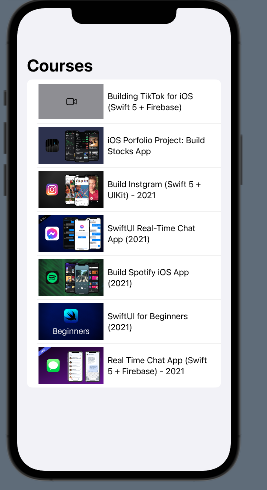 Courses
Building TikTok for iOS
(Swift 5 + Firebase)
iOS Porfolio Project: Build
Stocks App
Build Instgram (Swift 5 +
UIKit) - 2021
SwiftUI Real-Time Chat
App (2021)
Build Spotify iOS App
(2021)
Beginners
SwiftUI for Beginners
(2021)
Real Time Chat App (Swift
5 + Firebase) - 2021